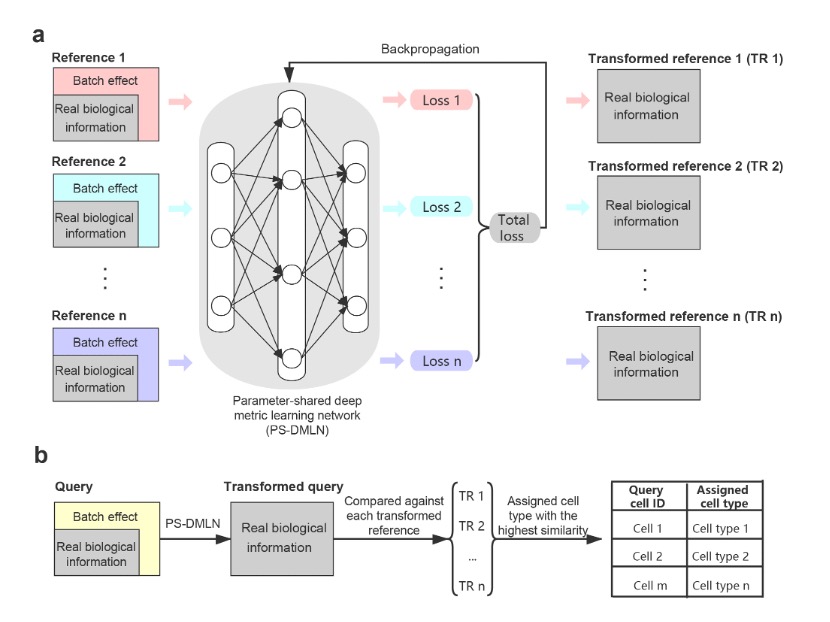 a
Backpropagation
Reference 1
Batch effect
Real biological
information
Loss 1
Transformed reference 1 (TR 1)
Real biological
information
Reference 2
Batch effect
Real biological
information
Loss 2
Total
loss
Transformed reference 2 (TR 2)
Real biological
information
Reference n
Batch effect
Real biological
information
Loss n
Transformed reference n (TR n)
Real biological
information
Parameter-shared deep
metric learning network
(PS-DMLN)
b
Query
Batch effect
Real biological
information
PS-DMLN
Transformed query
Real biological
information
Compared against
each transformed
reference
TR 1
TR 2
...
TR n
Assigned cell
type with the
highest similarity
Query
cell ID
Assigned
cell type
Cell 1
Cell type 1
Cell 2
Cell type 2
Cell m
Cell type n